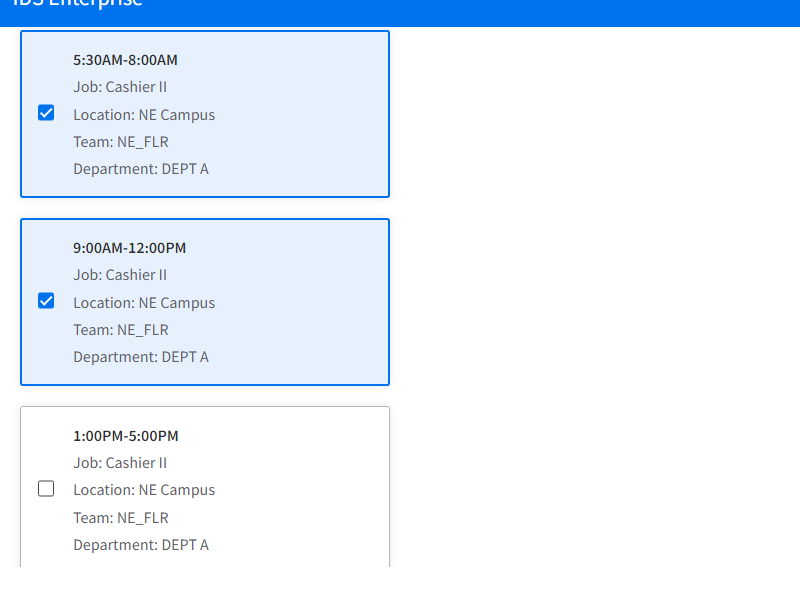 IDS Enterprise
5:30AM-8:00AM
Job: Cashier II
Location: NE Campus
Team: NE_FLR
Department: DEPT A
9:00AM-12:00PM
Job: Cashier II
Location: NE Campus
Team: NE_FLR
Department: DEPT A
1:00PM-5:00PM
Job: Cashier II
Location: NE Campus
Team: NE_FLR
Department: DEPT A